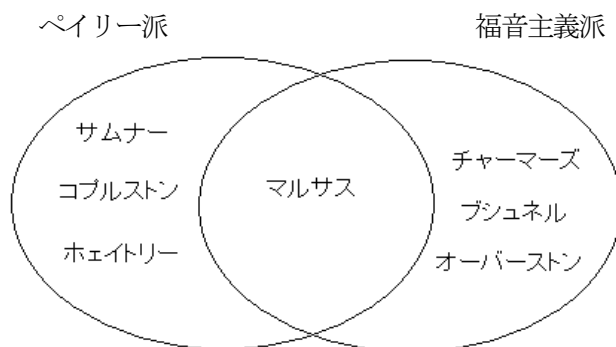 ペイリー派
福音主義派
サムナー
コプルストン
ホェイトリー
マルサス
チャーマーズ
ブシュネル
オーバーストン